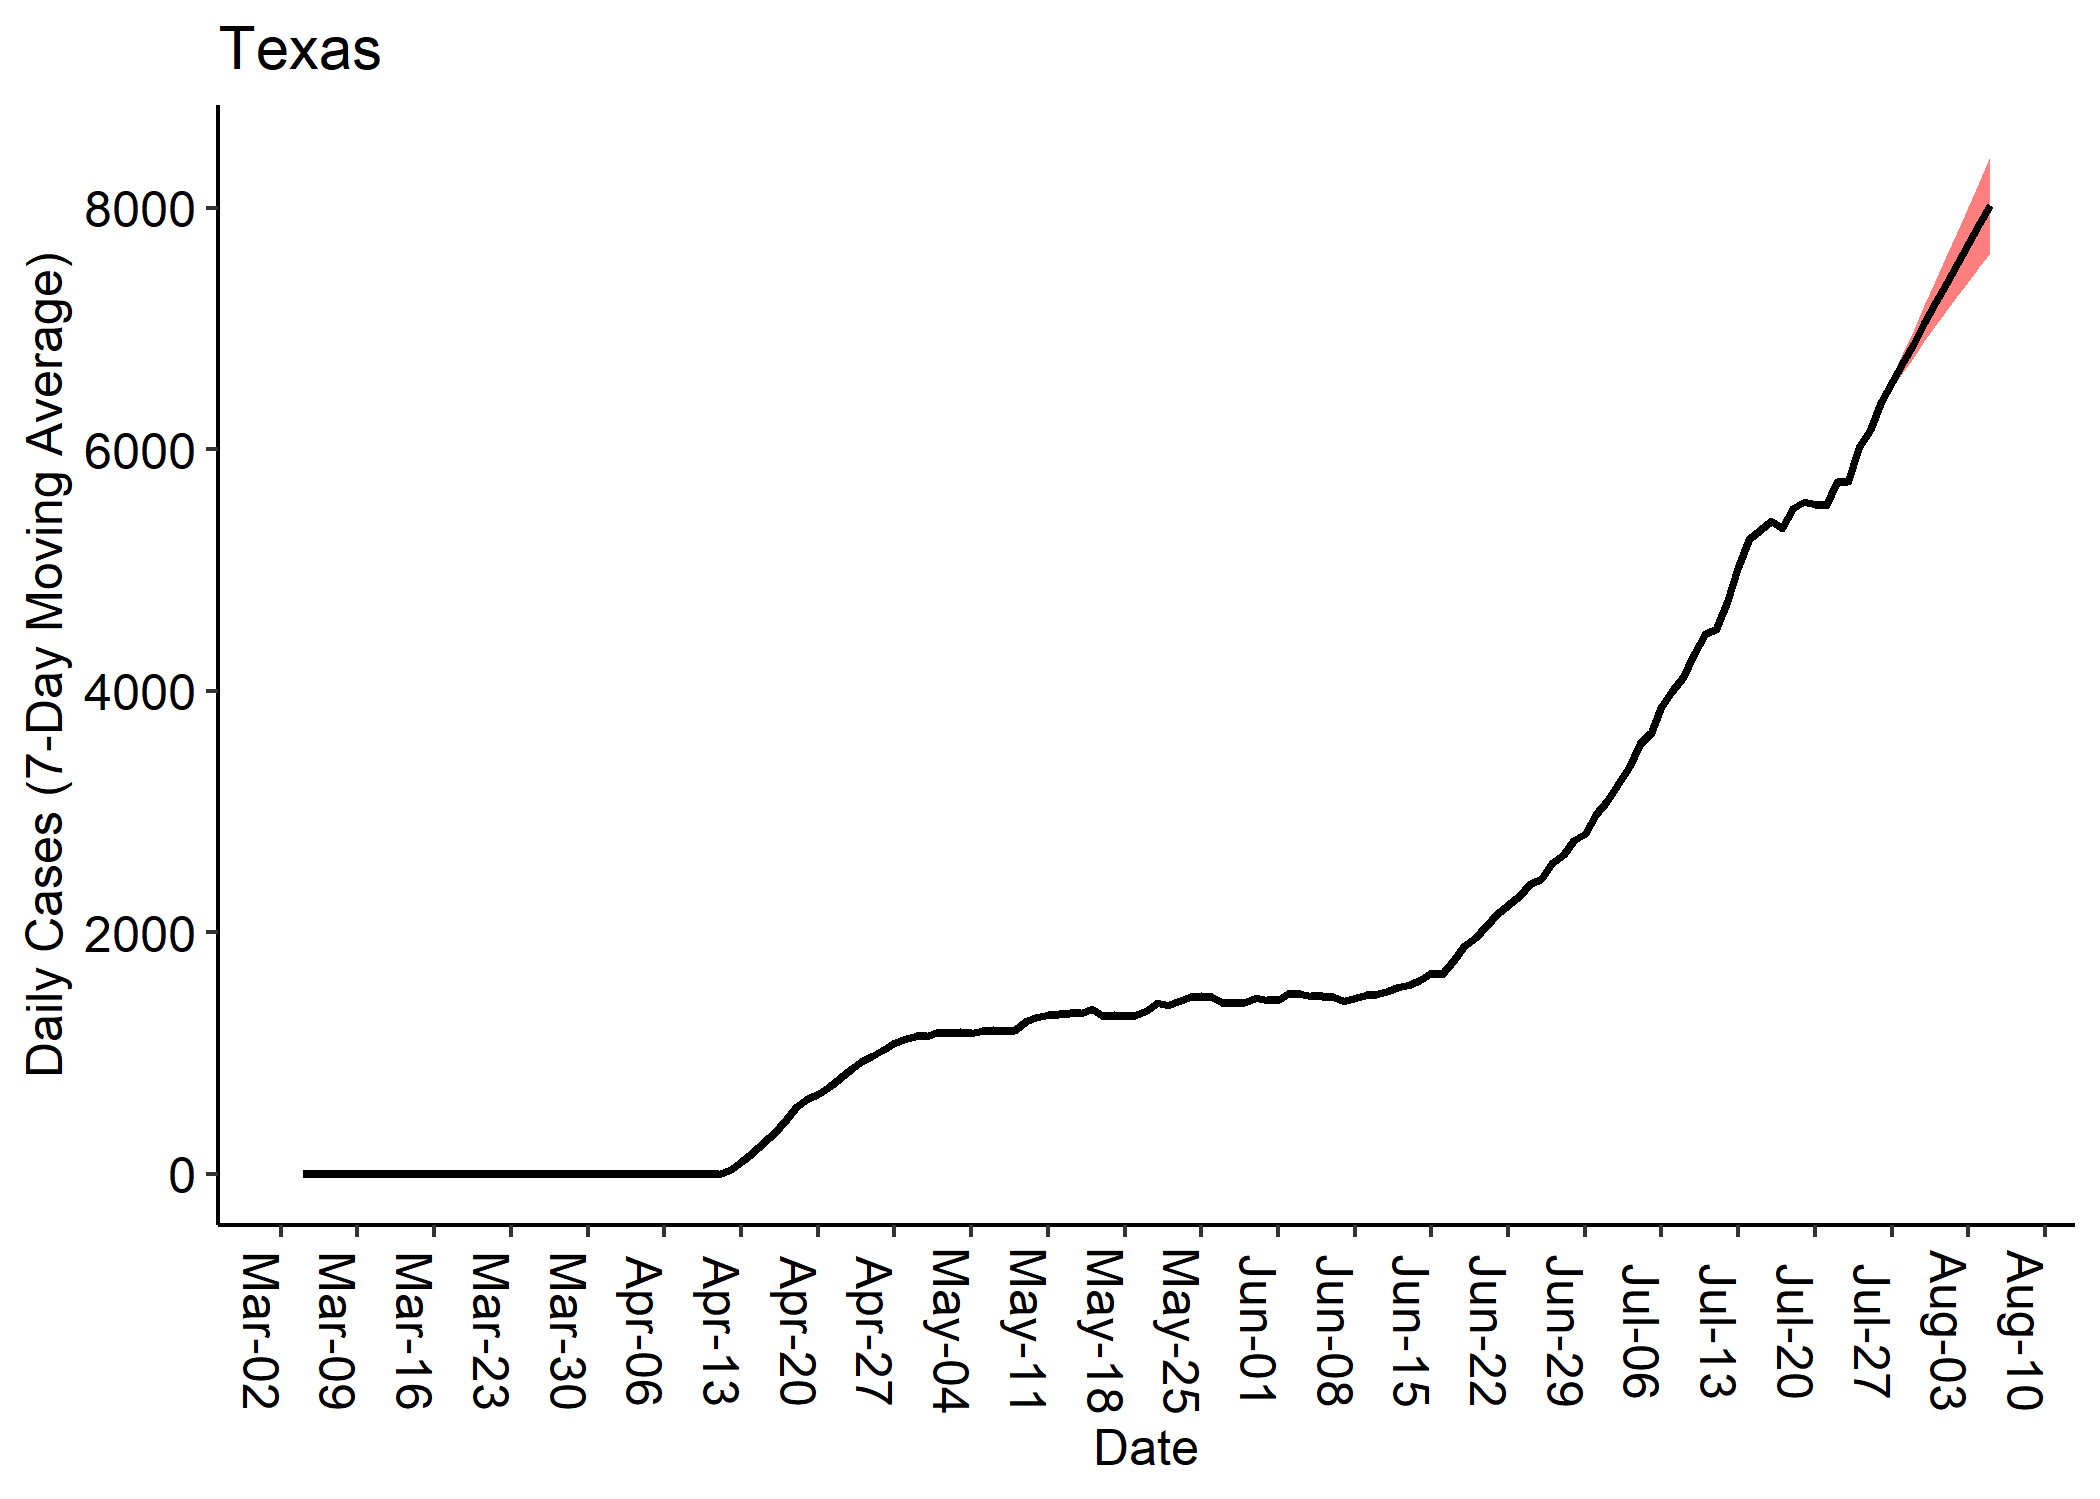 Texas
Daily Cases (7-Day Moving Average)
8000
6000
4000
2000
0
Mar-02
Mar-09
Mar-16
Mar-23
Mar-30
Apr-06
Apr-13
Apr-20
Apr-27
May-04
May-11
May-18
May-25
Jun-01
Jun-08
Jun-15
Jun-22
Jun-29
Jul-06
Jul-13
Jul-20
Jul-27
Aug-03
Aug-10
Date